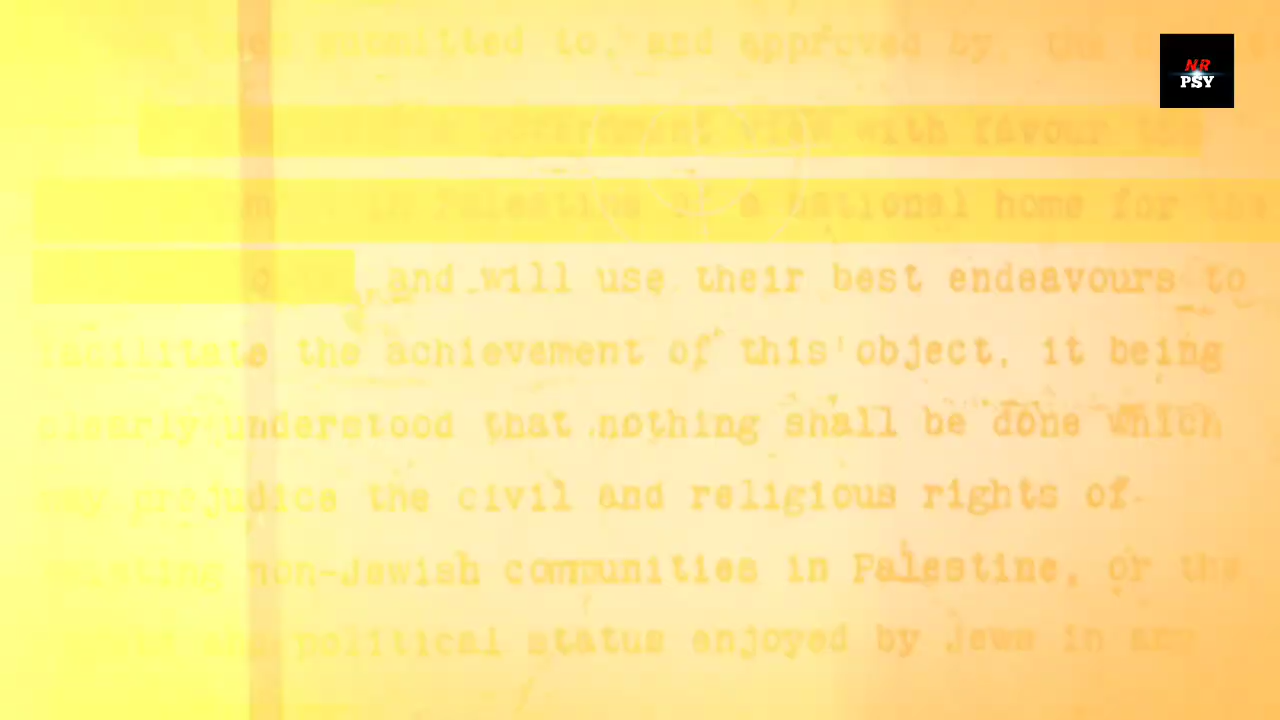 submitted to, and approved by, the
Government view with favour the
in Palestine of a national home for the
and will use their best endeavours to
facilitate the achievement of this object, it being
clearly understood that nothing shall be done which
may prejudice the civil and religious rights of
existing non-Jewish communities in Palestine, or the
political status enjoyed by Jews in any
NR
PSY